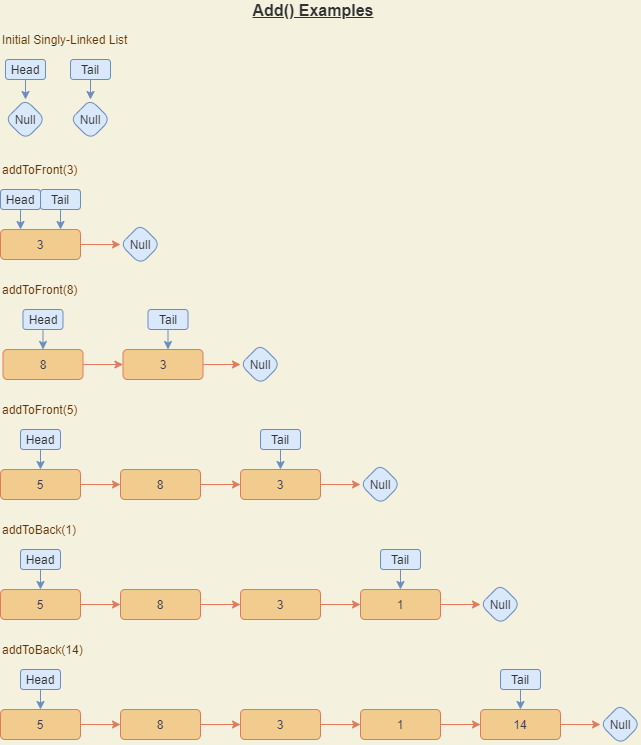 Add() Examples
Initial Singly-Linked List
Head Tail
Null Null
addToFront(3)
Head Tail
3 Null
addToFront(8)
Head Tail
8 3 Null
addToFront(5)
Head Tail
5 8 3 Null
addToBack(1)
Head Tail
5 8 3 1 Null
addToBack(14)
Head Tail
5 8 3 1 14 Null